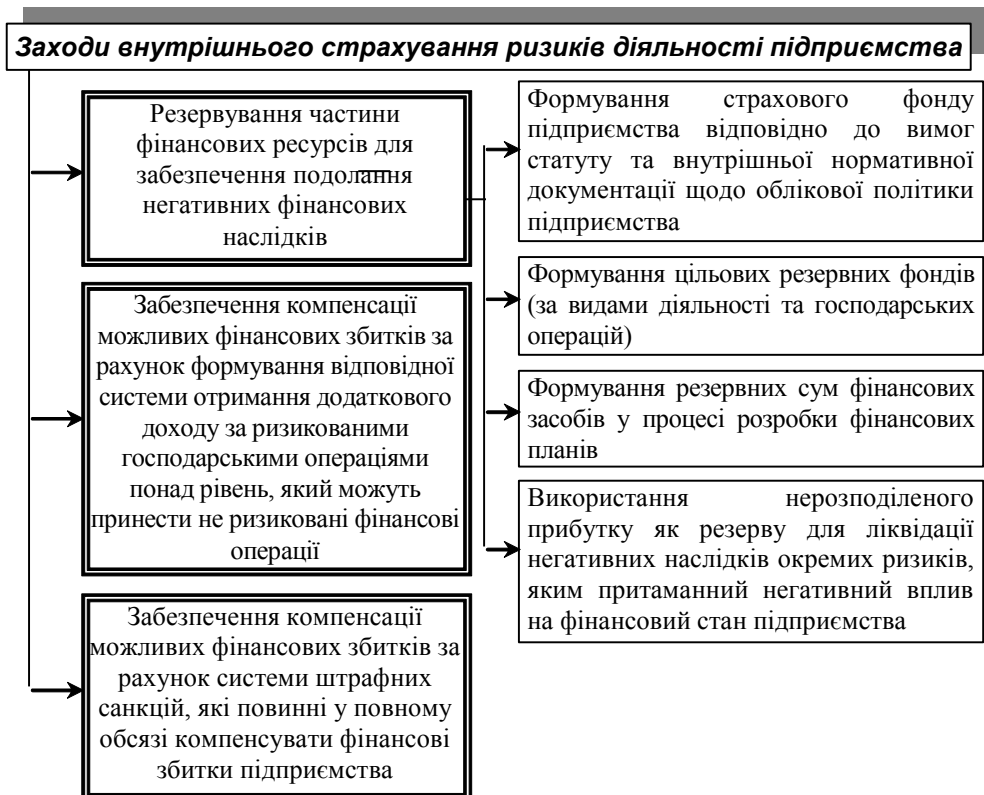 Заходи внутрішнього страхування ризиків діяльності підприємства
Резервування частини
фінансових ресурсів для
забезпечення подолання
негативних фінансових
наслідків
Забезпечення компенсації
можливих фінансових збитків за
рахунок формування відповідної
системи отримання додаткового
доходу за ризикованими
господарськими операціями
понад рівень, який можуть
принести не ризиковані фінансові
операції
Забезпечення компенсації
можливих фінансових збитків за
рахунок системи штрафних
санкцій, які повинні у повному
обсязі компенсувати фінансові
збитки підприємства
Формування страхового фонду
підприємства відповідно до вимог
статуту та внутрішньої нормативної
документації щодо облікової політики
підприємства
Формування цільових резервних фондів
(за видами діяльності та господарських
операцій)
Формування резервних сум фінансових
засобів у процесі розробки фінансових
планів
Використання нерозподіленого
прибутку як резерву для ліквідації
негативних наслідків окремих ризиків,
яким притаманний негативний вплив
на фінансовий стан підприємства